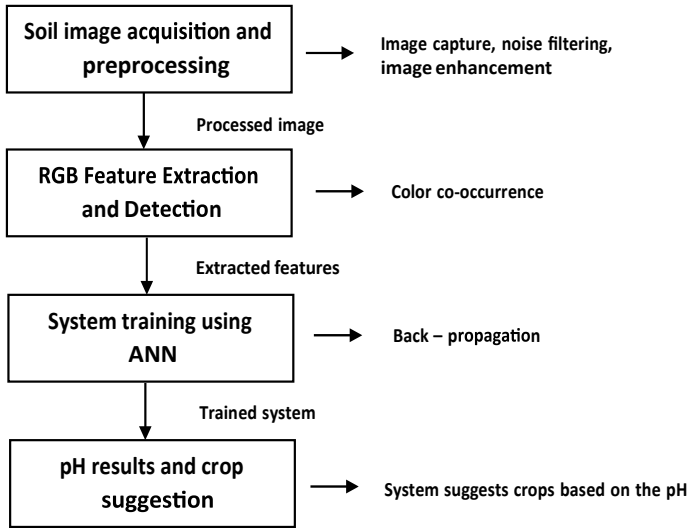 Soil image acquisition and
preprocessing
Image capture, noise filtering,
image enhancement
Processed image
RGB Feature Extraction
and Detection
Color co-occurrence
Extracted features
System training using
ANN
Back – propagation
Trained system
pH results and crop
suggestion
System suggests crops based on the pH